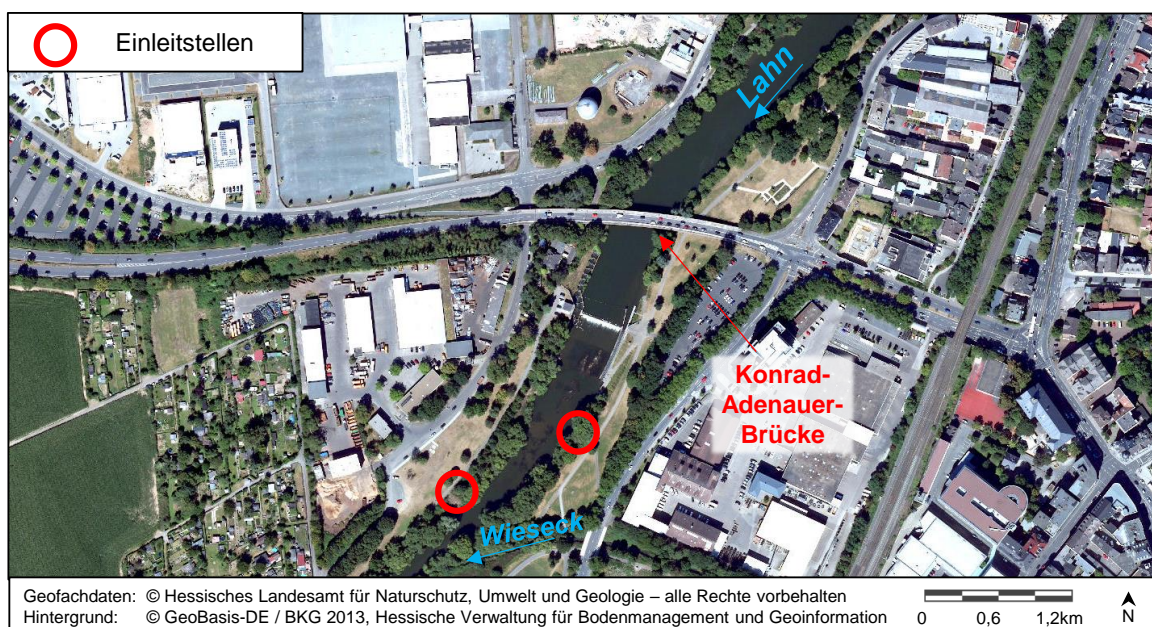 Einleitstellen
Lahn
Konrad-
Adenauer-
Brücke
Wieseck
Geofachdaten: © Hessisches Landesamt für Naturschutz, Umwelt und Geologie – alle Rechte vorbehalten
Hintergrund: © GeoBasis-DE / BKG 2013, Hessische Verwaltung für Bodenmanagement und Geoinformation
0 0,6 1,2km
N